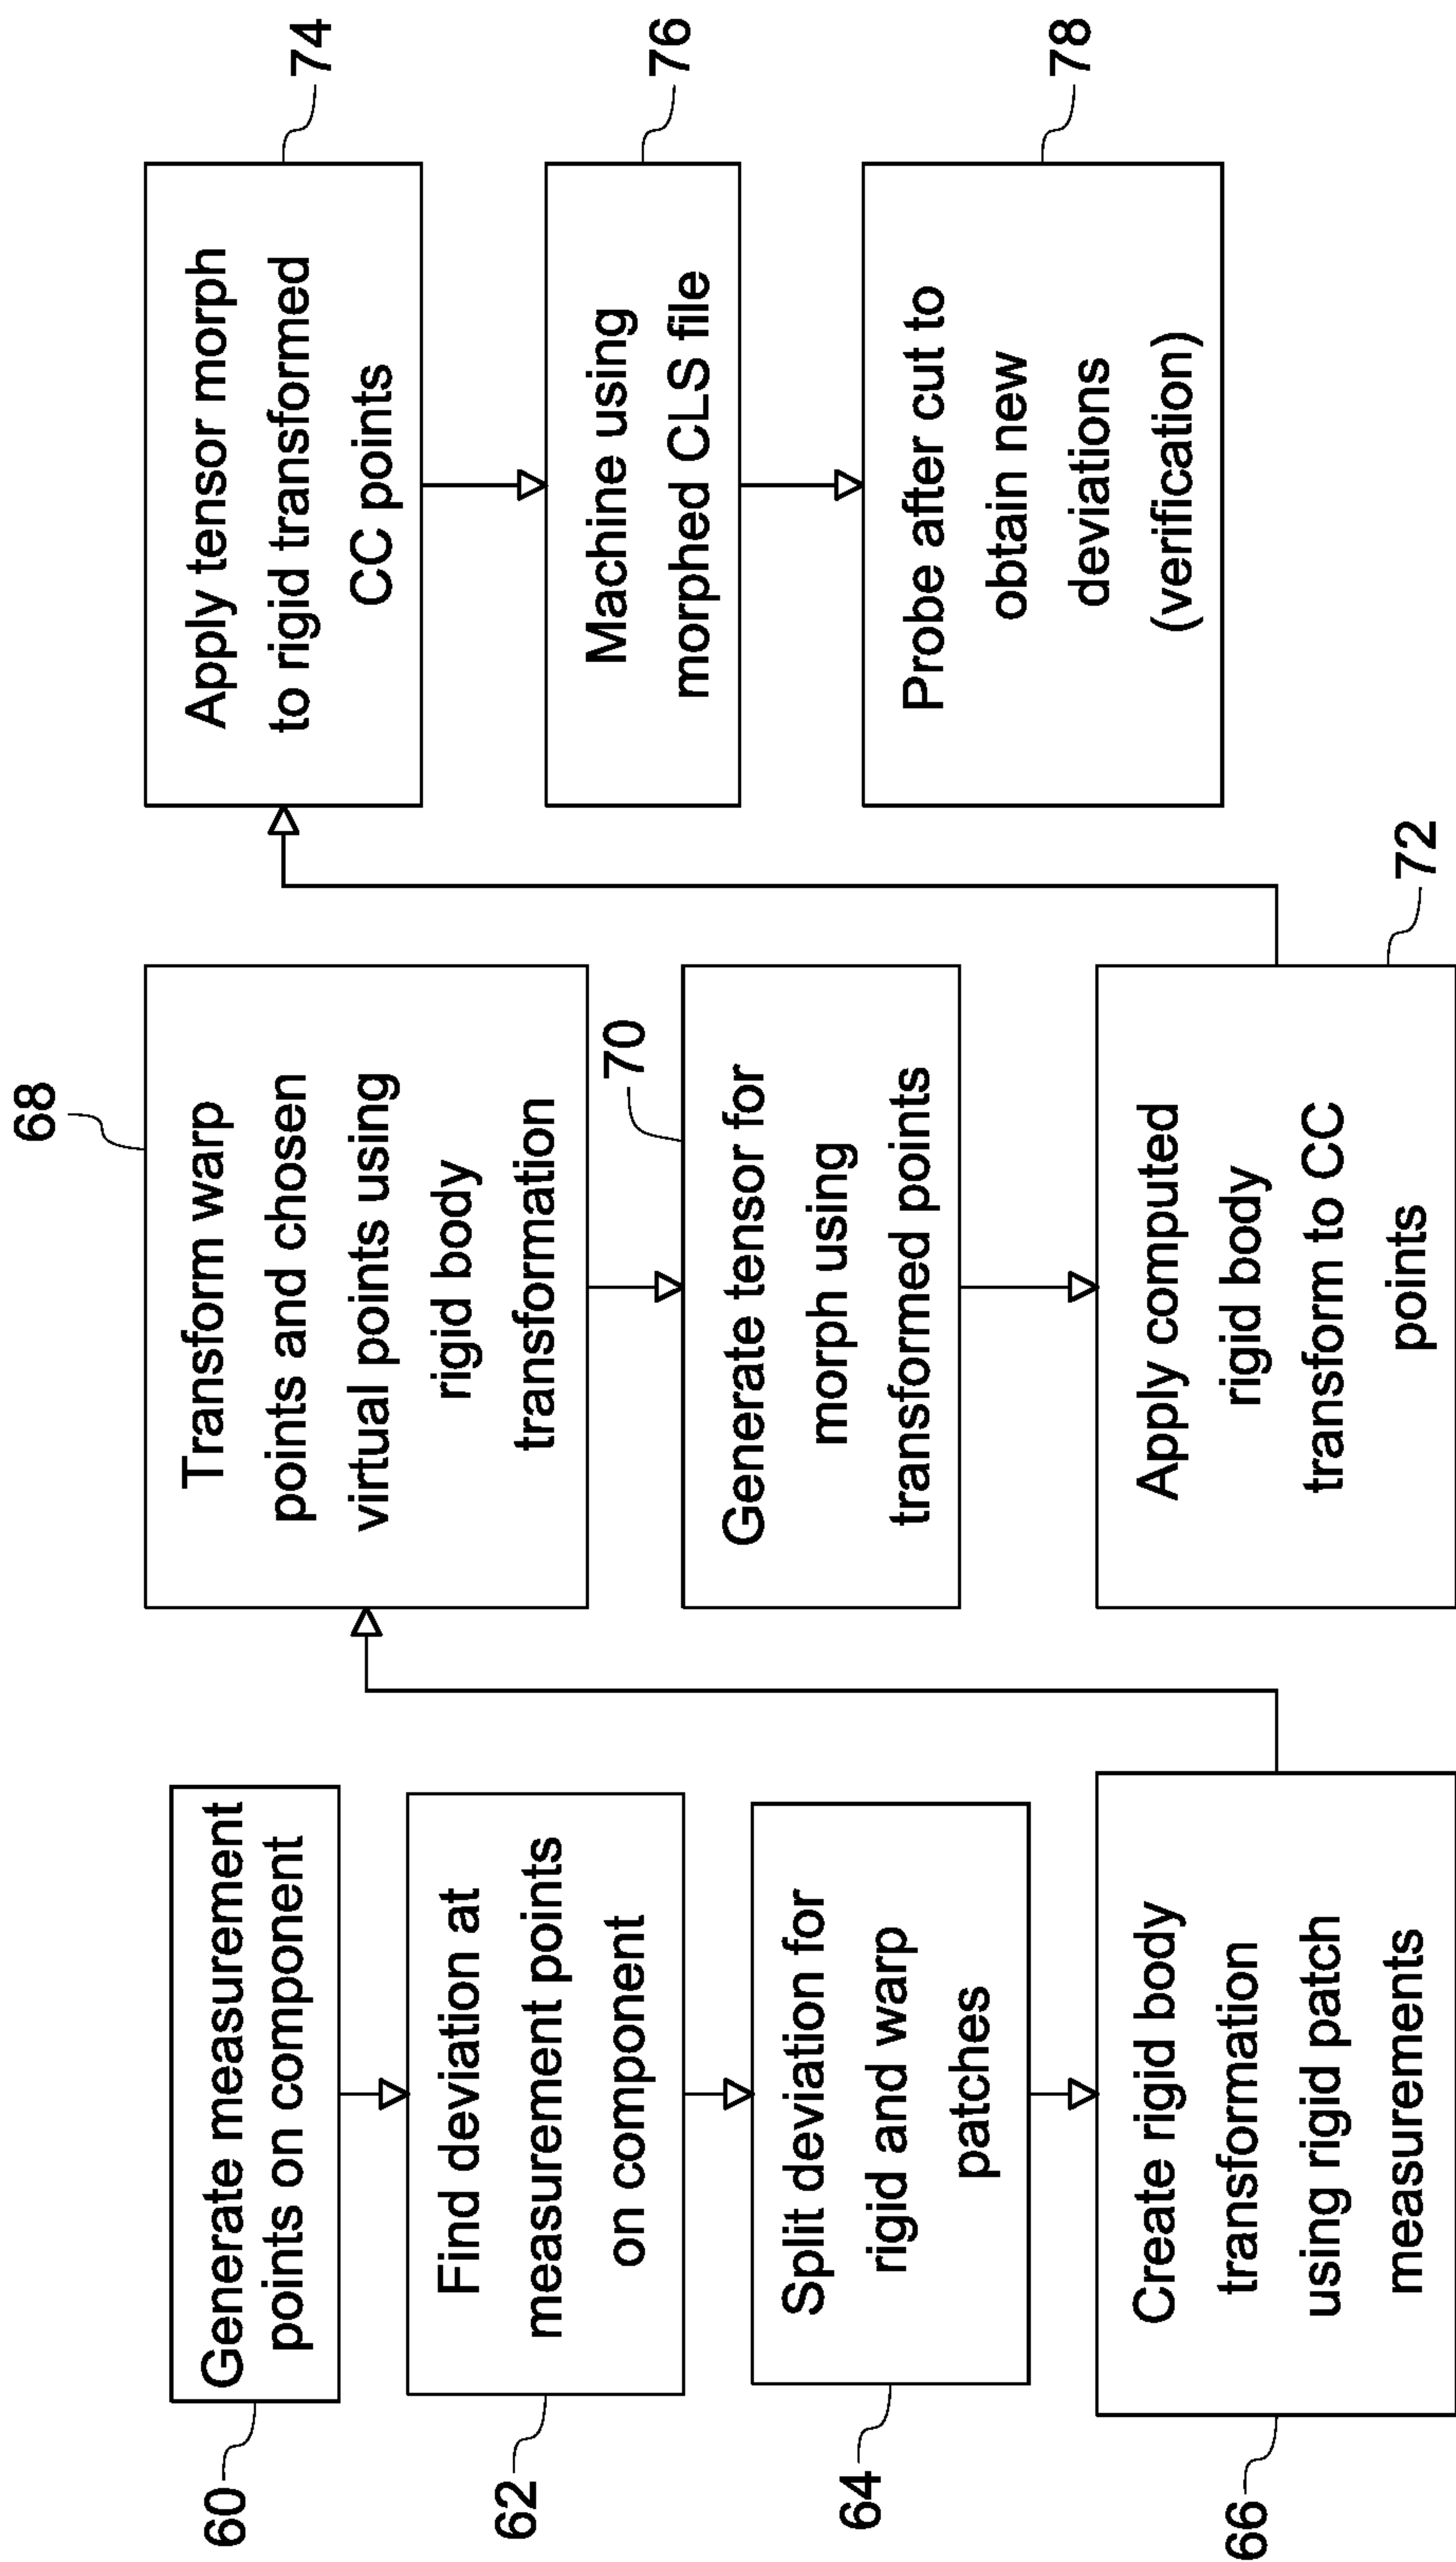 60
Generate measurement
points on component
62
Find deviation at
measurement points
on component
64
Split deviation for
rigid and warp
patches
66
Create rigid body
transformation
using rigid patch
measurements
68
Transform warp
points and chosen
virtual points using
rigid body
transformation
70
Generate tensor for
morph using
transformed points
72
Apply computed
rigid body
transform to CC
points
74
Apply tensor morph
to rigid transformed
CC points
76
Machine using
morphed CLS file
78
Probe after cut to
obtain new
deviations
(verification)